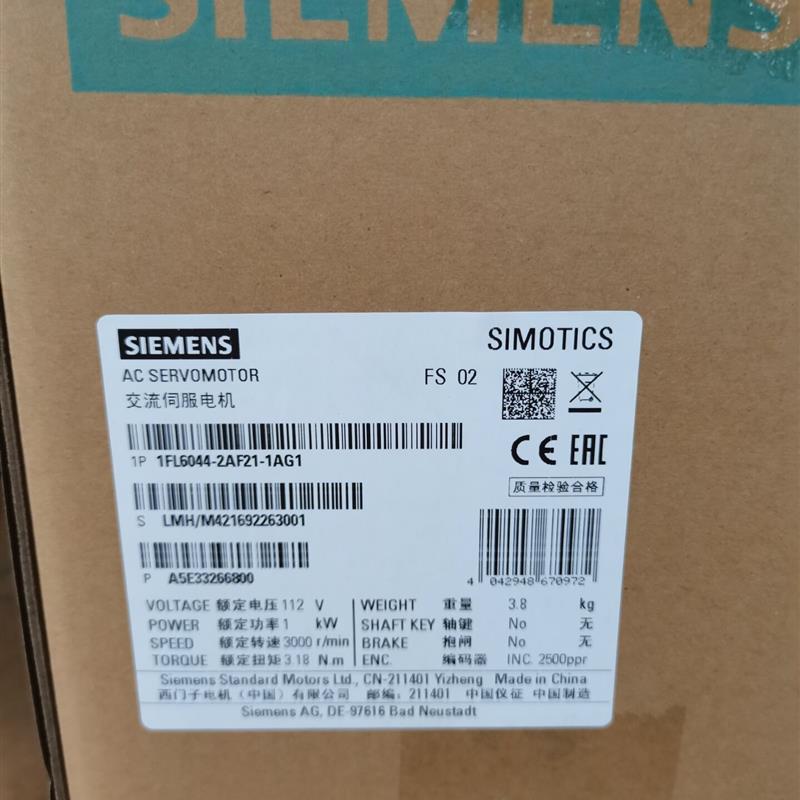 SIEMENS
SIEMENS
SIMOTICS
AC SERVOMOTOR
FS 02
交流伺服电机
1P 1FL6044-2AF21-1AG1
CE EAC
质量检验合格
S LMH/M421692263001
P A5E33266800
4 042948 670972
VOLTAGE 额定电压 112 V
POWER 额定功率 1 kW
SPEED 额定转速 3000 r/min
TORQUE 额定扭矩 3.18 N.m
WEIGHT 重量 3.8 kg
SHAFT KEY 轴键 No 无
BRAKE 抱闸 No 无
ENC. 编码器 INC. 2500ppr
Siemens Standard Motors Ltd., CN-211401 Yizheng Made in China
西门子电机（中国）有限公司 邮编: 211401 中国仪征 中国制造
Siemens AG, DE-97616 Bad Neustadt